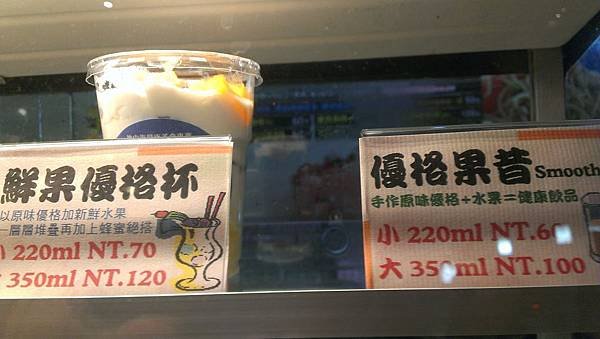 鮮果優格杯
以原味優格加新鮮水果
一層層堆疊再加上蜂蜜絕搭
小 220ml NT.70
350ml NT.120
優格果昔 Smooth
手作原味優格+水果=健康飲品
小 220ml NT.60
大 350ml NT.100